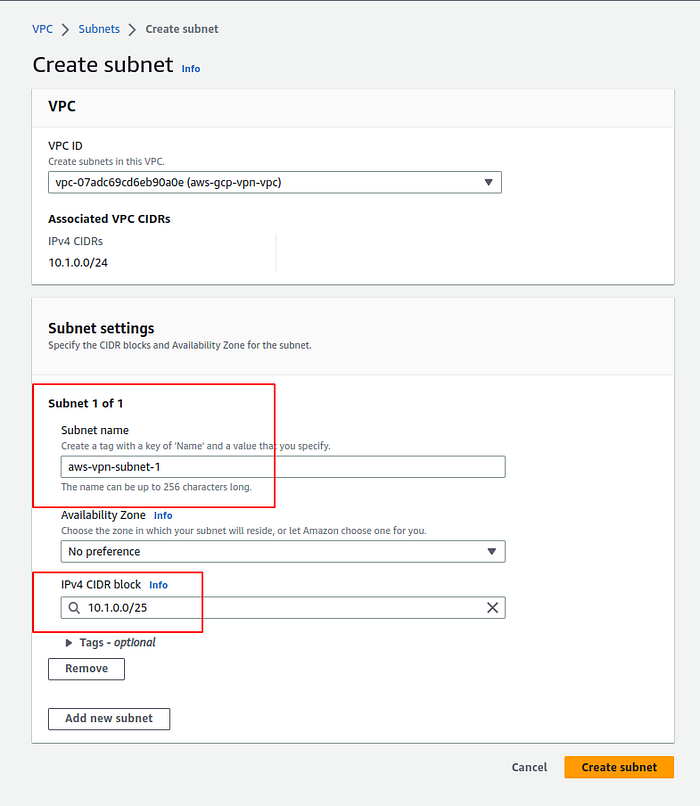 VPC > Subnets > Create subnet
Create subnet Info
VPC
VPC ID
Create subnets in this VPC.
vpc-07adc69cd6eb90a0e (aws-gcp-vpn-vpc)
Associated VPC CIDRs
IPv4 CIDRs
10.1.0.0/24
Subnet settings
Specify the CIDR blocks and Availability Zone for the subnet.
Subnet 1 of 1
Subnet name
Create a tag with a key of 'Name' and a value that you specify.
aws-vpn-subnet-1
The name can be up to 256 characters long.
Availability Zone Info
Choose the zone in which your subnet will reside, or let Amazon choose one for you.
No preference
IPv4 CIDR block Info
10.1.0.0/25
Tags - optional
Remove
Add new subnet
Cancel Create subnet